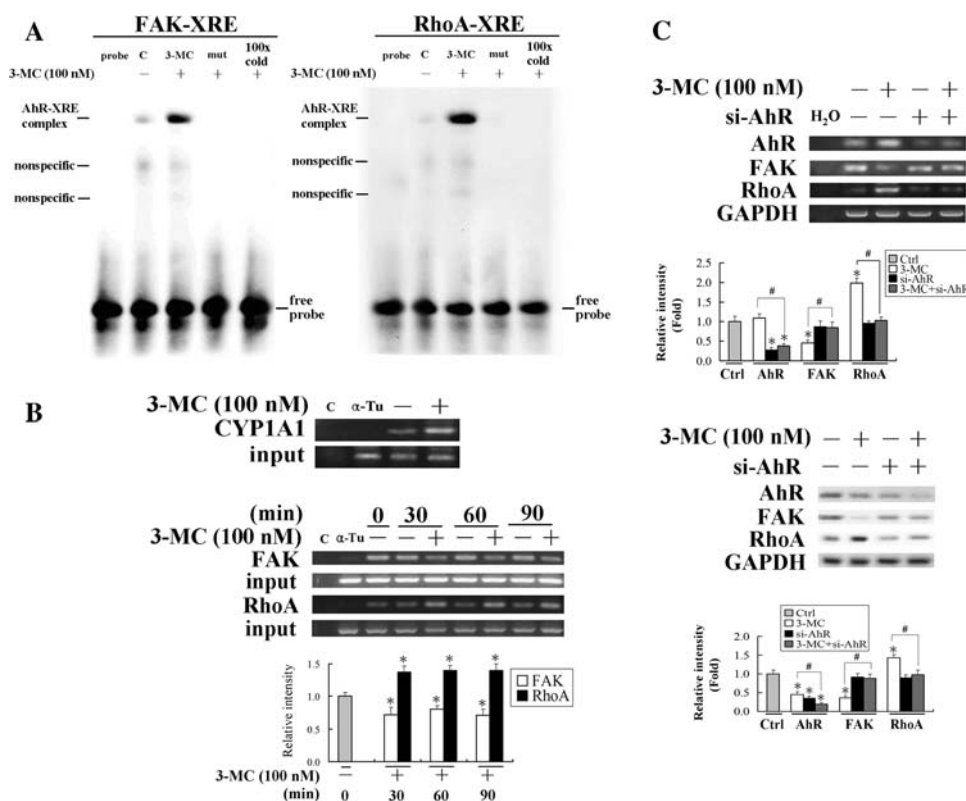 A
FAK-XRE
probe C 3-MC mut 100x cold
3-MC (100 nM) − + + +
AhR-XRE complex
nonspecific
nonspecific
free probe
RhoA-XRE
probe C 3-MC mut 100x cold
3-MC (100 nM) − + + +
AhR-XRE complex
nonspecific
nonspecific
free probe
B
3-MC (100 nM) C α-Tu − +
CYP1A1
input
(min) 0 30 60 90
3-MC (100 nM) C α-Tu − − + − + − +
FAK
input
RhoA
input
Relative intensity
1.5
1.0
0.5
0
* * * * * *
FAK
RhoA
3-MC (100 nM) − + + +
(min) 0 30 60 90
C
3-MC (100 nM) − + − +
si-AhR H₂O − − + +
AhR
FAK
RhoA
GAPDH
Relative intensity (Fold)
2.5
2.0
1.5
1.0
0.5
0.0
# # #
* * * * *
Ctrl
3-MC
si-AhR
3-MC+si-AhR
Ctrl AhR FAK RhoA
3-MC (100 nM) − + − +
si-AhR − − + +
AhR
FAK
RhoA
GAPDH
Relative intensity (Fold)
2.0
1.5
1.0
0.5
0
# # #
* * * * *
Ctrl
3-MC
si-AhR
3-MC+si-AhR
Ctrl AhR FAK RhoA